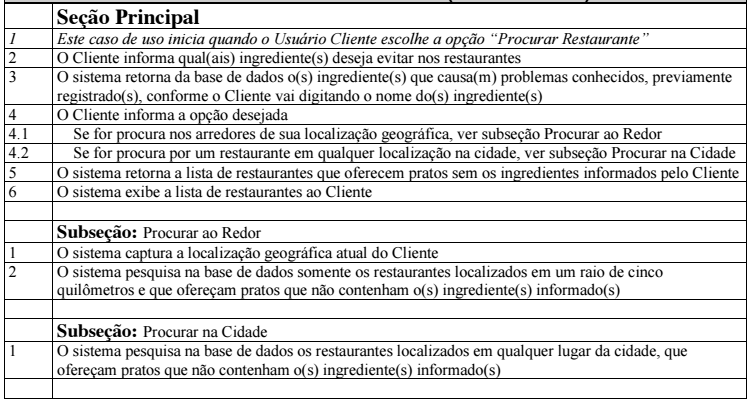 Seção Principal
1 Este caso de uso inicia quando o Usuário Cliente escolhe a opção “Procurar Restaurante”
2 O Cliente informa qual(ais) ingrediente(s) deseja evitar nos restaurantes
3 O sistema retorna da base de dados o(s) ingrediente(s) que causa(m) problemas conhecidos, previamente
registrado(s), conforme o Cliente vai digitando o nome do(s) ingrediente(s)
4 O Cliente informa a opção desejada
4.1 Se for procura nos arredores de sua localização geográfica, ver subseção Procurar ao Redor
4.2 Se for procura por um restaurante em qualquer localização na cidade, ver subseção Procurar na Cidade
5 O sistema retorna a lista de restaurantes que oferecem pratos sem os ingredientes informados pelo Cliente
6 O sistema exibe a lista de restaurantes ao Cliente
Subseção: Procurar ao Redor
1 O sistema captura a localização geográfica atual do Cliente
2 O sistema pesquisa na base de dados somente os restaurantes localizados em um raio de cinco
quilômetros e que ofereçam pratos que não contenham o(s) ingrediente(s) informado(s)
Subseção: Procurar na Cidade
1 O sistema pesquisa na base de dados os restaurantes localizados em qualquer lugar da cidade, que
ofereçam pratos que não contenham o(s) ingrediente(s) informado(s)